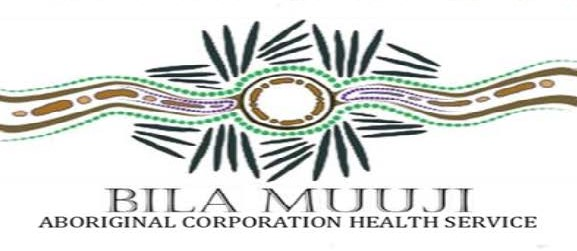 BILA MUUJI
ABORIGINAL CORPORATION HEALTH SERVICE